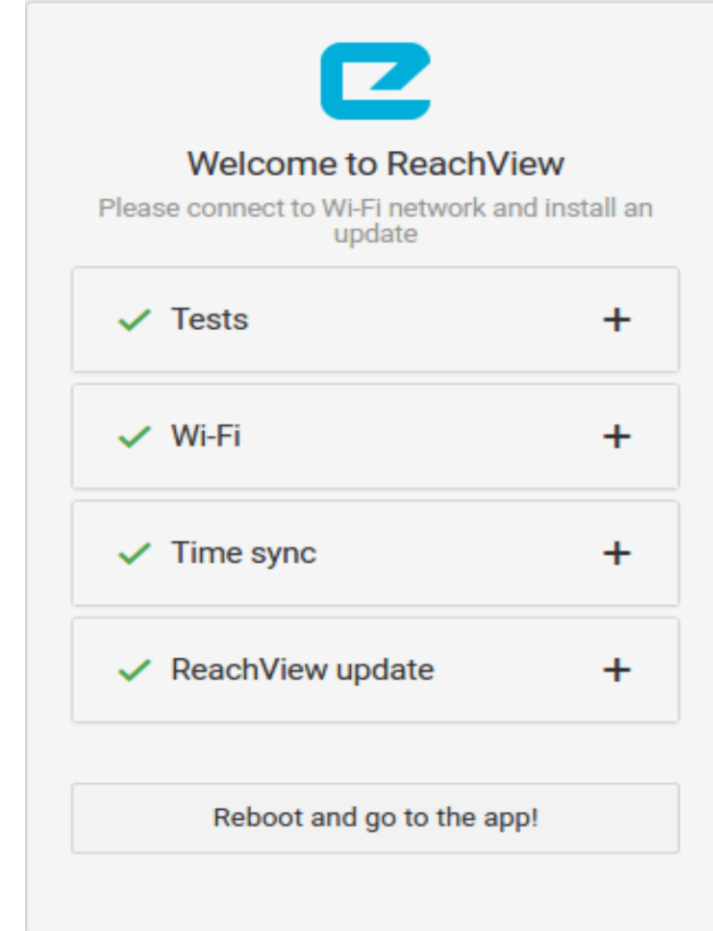 Welcome to ReachView
Please connect to Wi-Fi network and install an
update
Tests
Wi-Fi
Time sync
ReachView update
Reboot and go to the app!